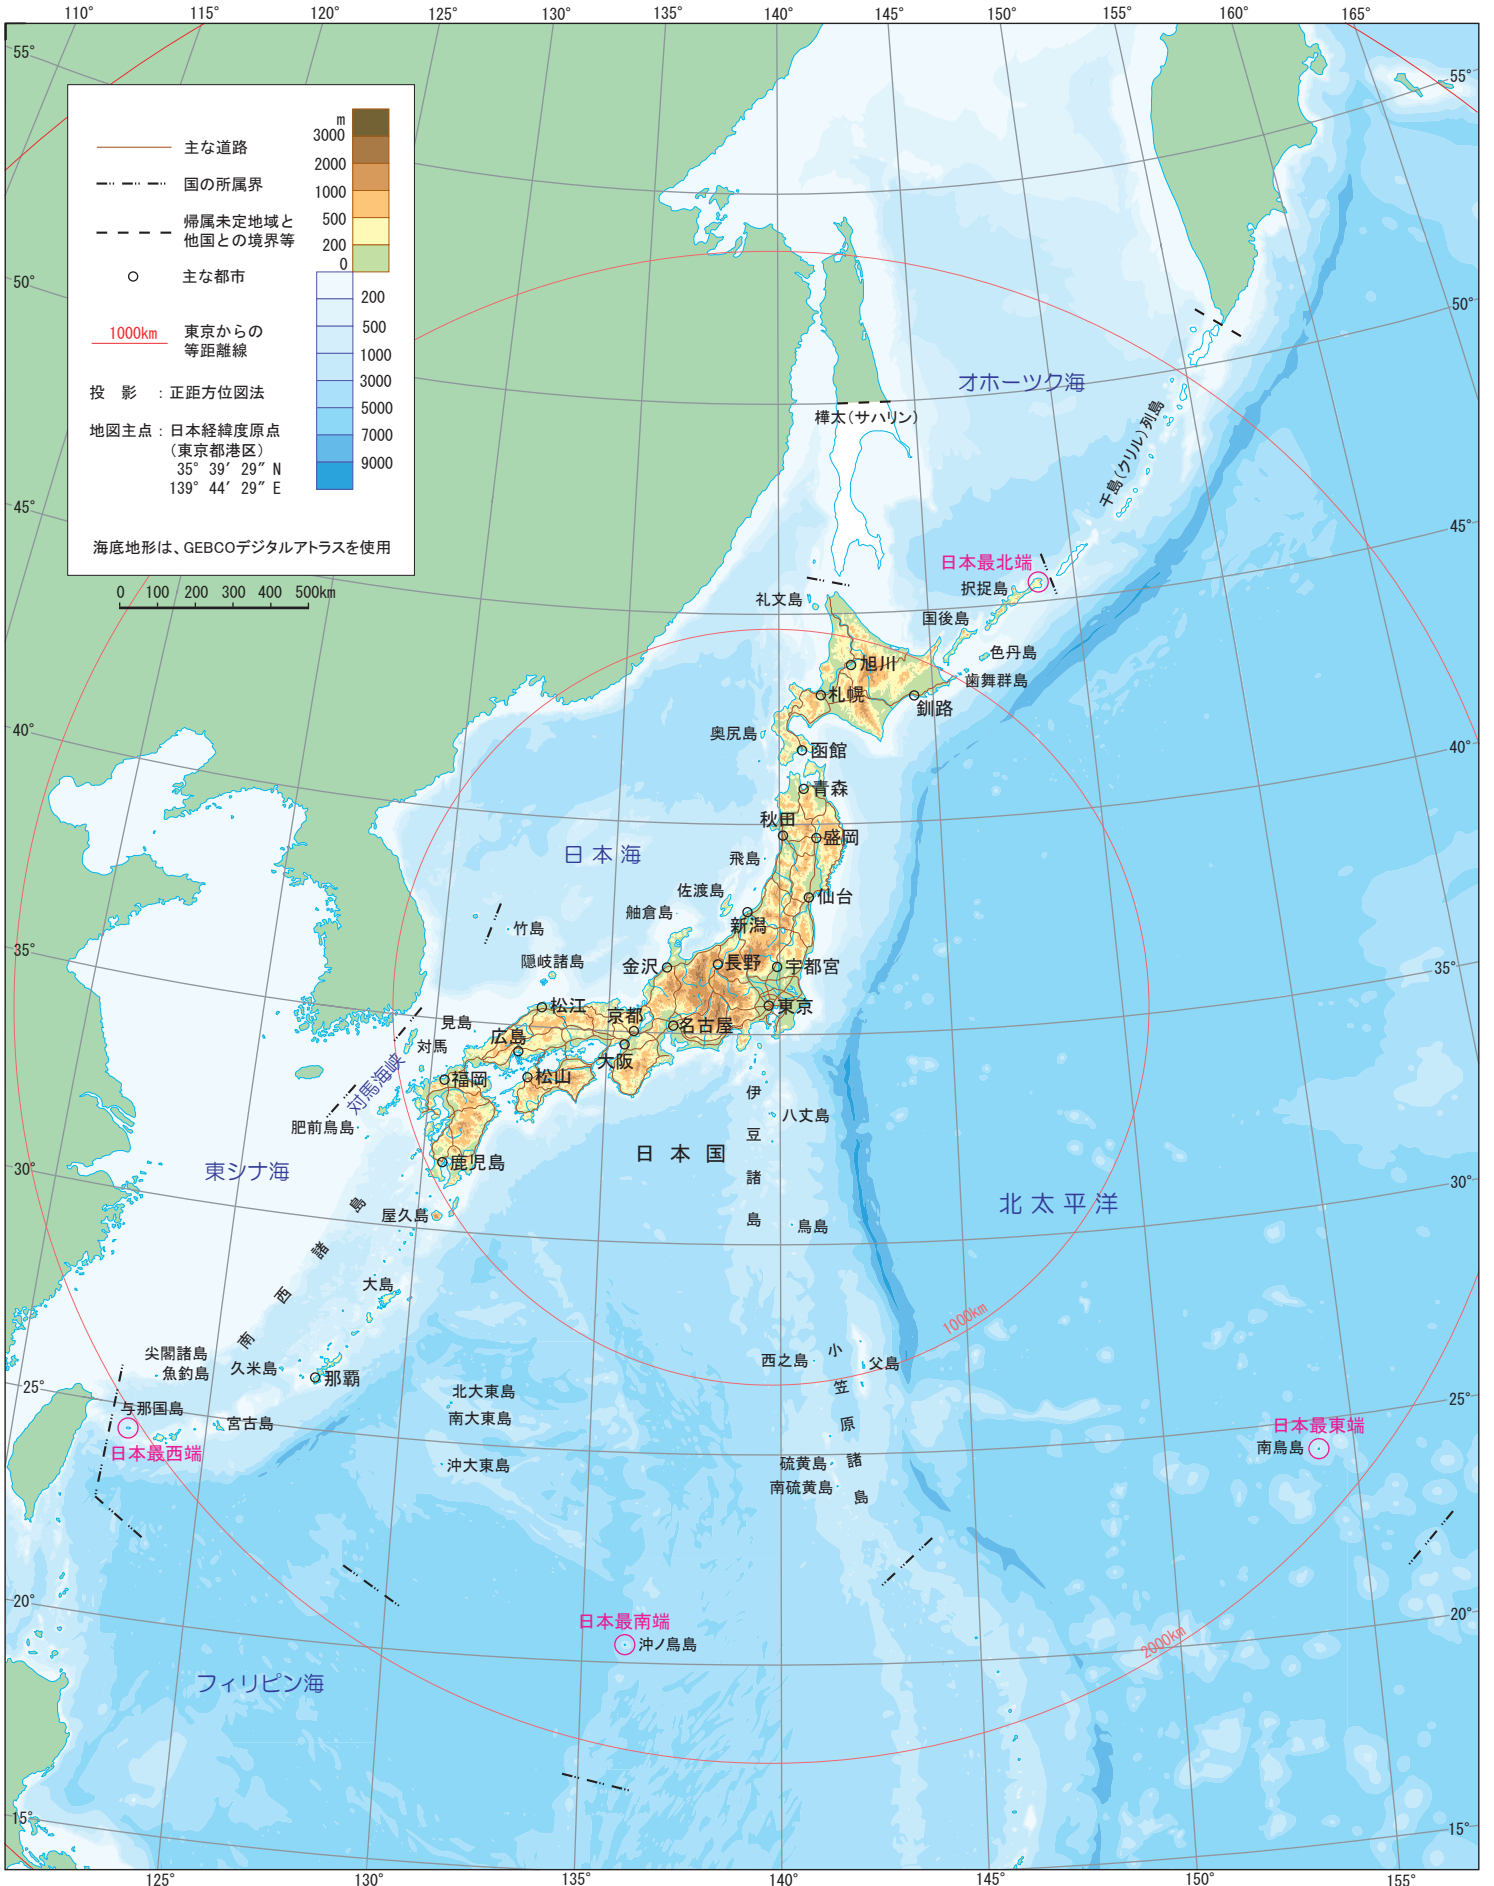 110°
115°
120°
125°
130°
135°
140°
145°
150°
155°
160°
165°
55°
50°
45°
40°
35°
30°
25°
20°
15°
55°
50°
45°
40°
35°
30°
25°
20°
15°
125°
130°
135°
140°
145°
150°
155°
主な道路
国の所属界
帰属未定地域と
他国との境界等
主な都市
1000km
東京からの
等距離線
投 影 : 正距方位図法
地図主点 : 日本経緯度原点
(東京都港区)
35° 39′ 29″ N
139° 44′ 29″ E
海底地形は、GEBCOデジタルアトラスを使用
m
3000
2000
1000
500
200
0
200
500
1000
3000
5000
7000
9000
0 100 200 300 400 500km
オホーツク海
樺太(サハリン)
千島(クリル)列島
日本最北端
択捉島
国後島
色丹島
歯舞群島
礼文島
旭川
札幌
釧路
奥尻島
函館
青森
秋田
盛岡
飛島
仙台
佐渡島
舳倉島
新潟
日本海
竹島
隠岐諸島
金沢
長野
宇都宮
東京
松江
京都
名古屋
見島
広島
対馬
大阪
対馬海峡
福岡
松山
肥前鳥島
鹿児島
屋久島
東シナ海
南西諸島
大島
日本国
伊豆諸島
八丈島
鳥島
北太平洋
1000km
尖閣諸島
魚釣島
久米島
那覇
与那国島
日本最西端
宮古島
北大東島
南大東島
沖大東島
西之島
小笠原諸島
父島
硫黄島
南硫黄島
日本最東端
南鳥島
日本最南端
沖ノ鳥島
2000km
フィリピン海